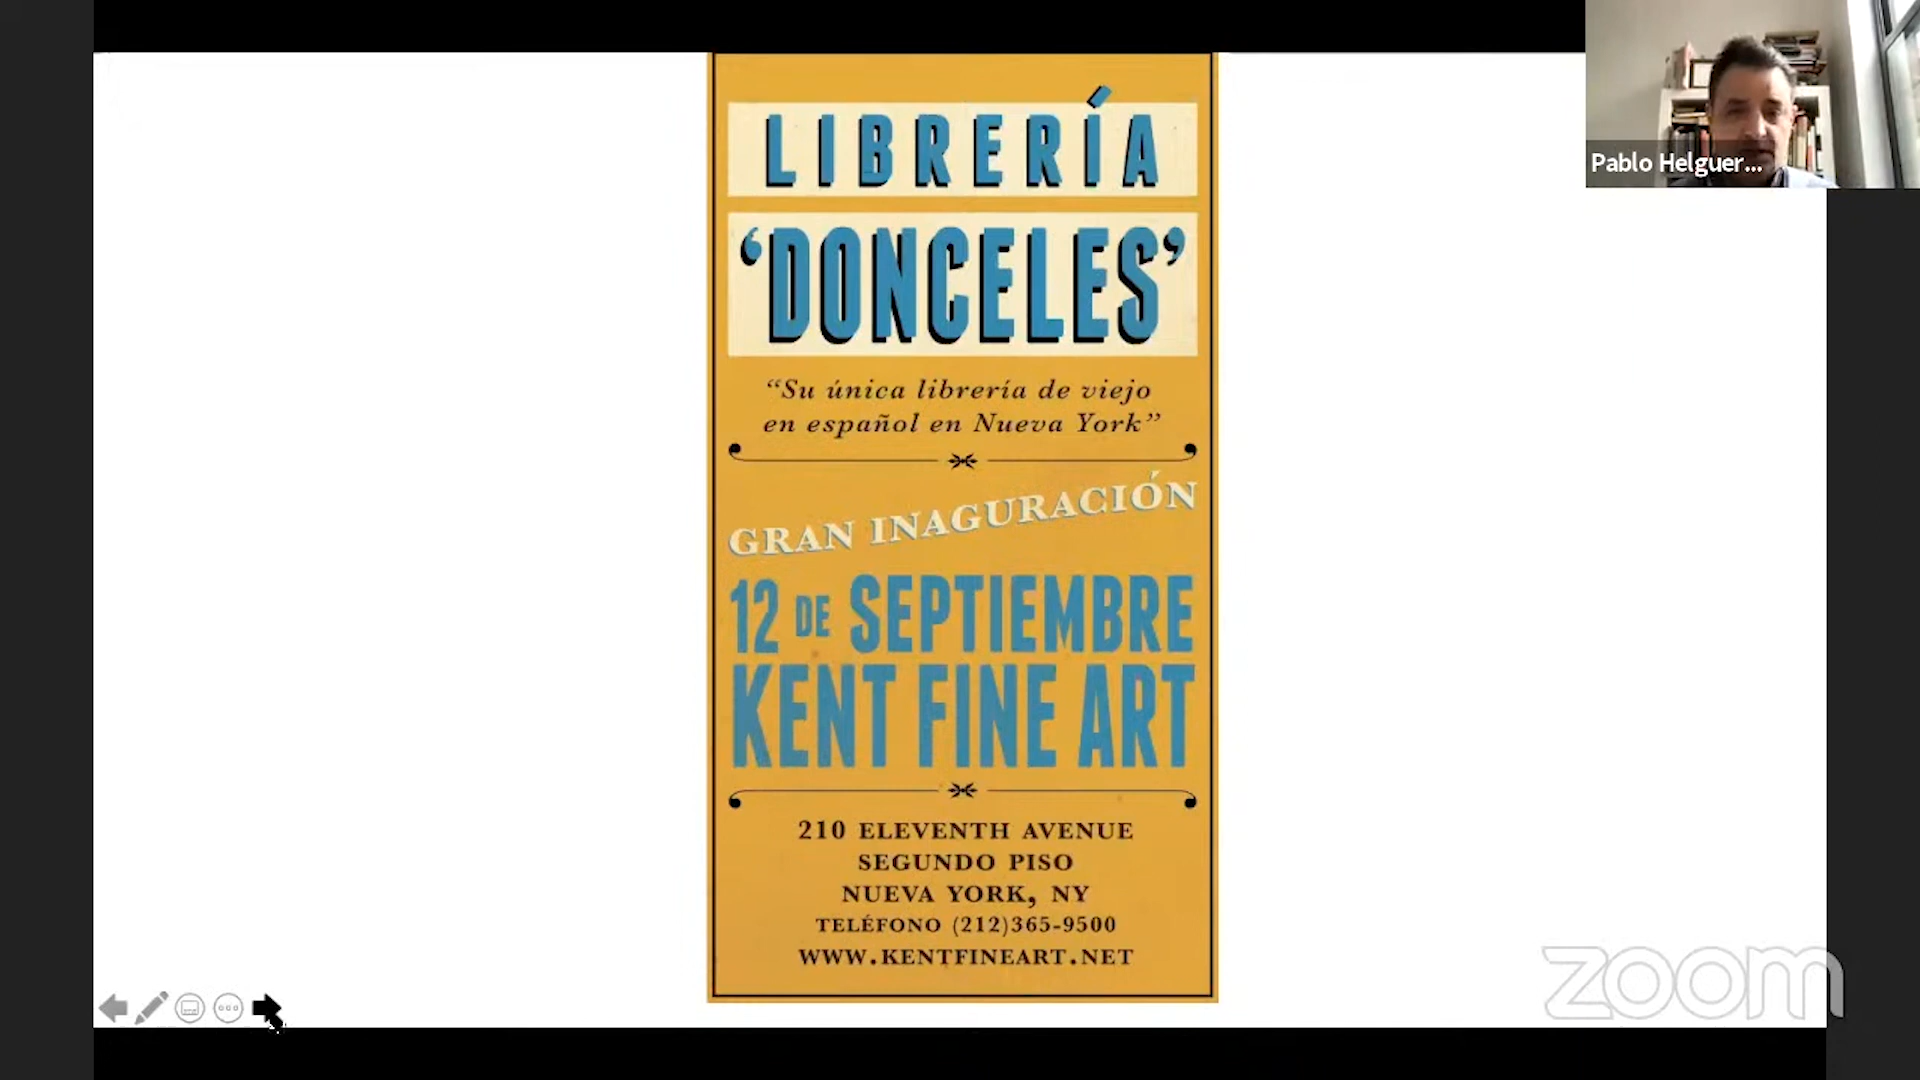 LIBRERÍA
‘DONCELES’
“Su única librería de viejo
en español en Nueva York”
GRAN INAGURACIÓN
12 DE SEPTIEMBRE
KENT FINE ART
210 ELEVENTH AVENUE
SEGUNDO PISO
NUEVA YORK, NY
TELÉFONO (212)365-9500
WWW.KENTFINEART.NET
Pablo Helguer...
zoom